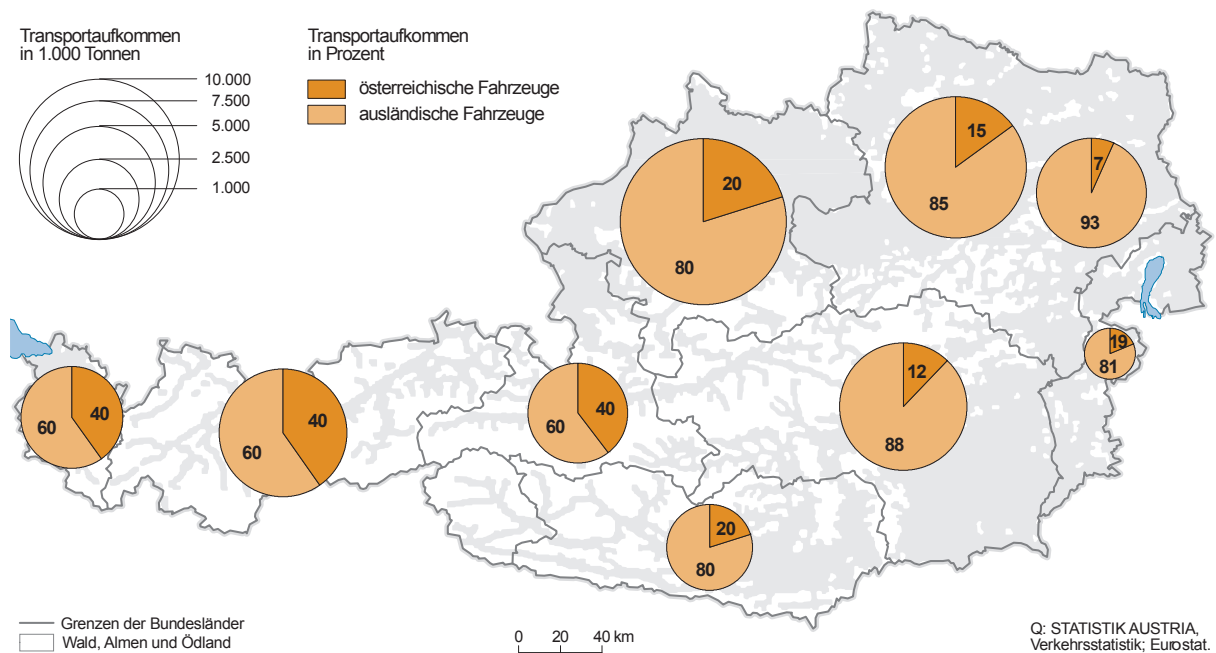 Transportaufkommen
in 1.000 Tonnen
10.000
7.500
5.000
2.500
1.000
Transportaufkommen
in Prozent
österreichische Fahrzeuge
ausländische Fahrzeuge
20
80
15
85
7
93
19
81
12
88
40
60
40
60
40
60
20
80
Grenzen der Bundesländer
Wald, Almen und Ödland
0 20 40 km
Q: STATISTIK AUSTRIA,
Verkehrsstatistik; Eurostat.